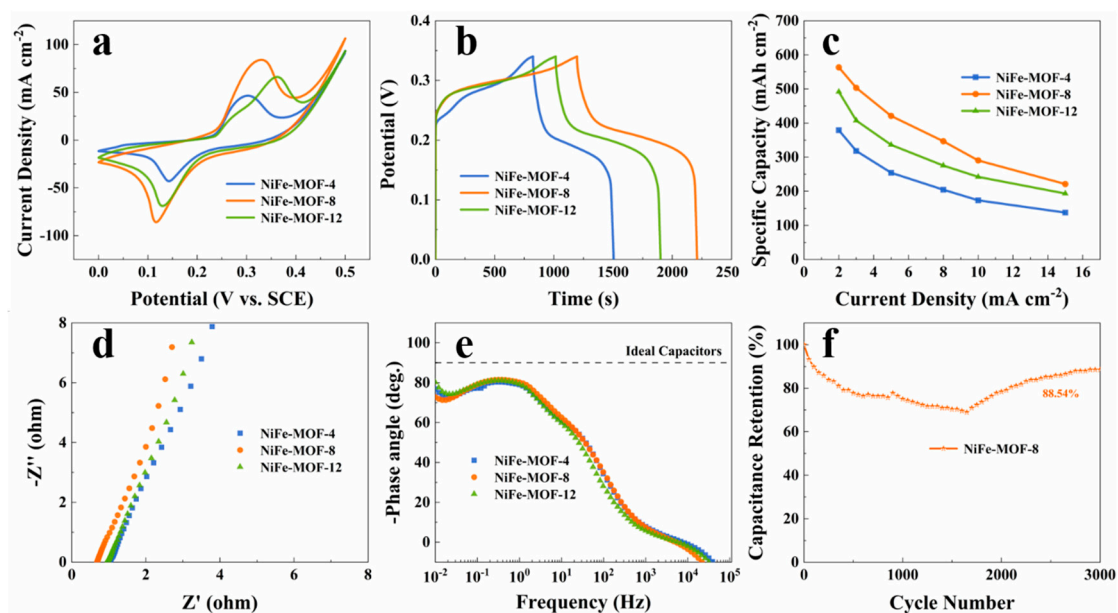 a
Current Density (mA cm⁻²)
100
50
0
-50
-100
NiFe-MOF-4
NiFe-MOF-8
NiFe-MOF-12
0.0 0.1 0.2 0.3 0.4 0.5
Potential (V vs. SCE)
b
Potential (V)
0.4
0.3
0.2
0.1
0.0
NiFe-MOF-4
NiFe-MOF-8
NiFe-MOF-12
0 500 1000 1500 2000 250
Time (s)
c
Specific Capacity (mAh cm⁻²)
700
600
500
400
300
200
100
0
NiFe-MOF-4
NiFe-MOF-8
NiFe-MOF-12
0 2 4 6 8 10 12 14 16
Current Density (mA cm⁻²)
d
-Z'' (ohm)
8
6
4
2
0
NiFe-MOF-4
NiFe-MOF-8
NiFe-MOF-12
0 2 4 6 8
Z' (ohm)
e
-Phase angle (deg.)
100
80
60
40
20
0
Ideal Capacitors
NiFe-MOF-4
NiFe-MOF-8
NiFe-MOF-12
10⁻² 10⁻¹ 10⁰ 10¹ 10² 10³ 10⁴ 10⁵
Frequency (Hz)
f
Capacitance Retention (%)
100
80
60
40
20
0
88.54%
NiFe-MOF-8
0 1000 2000 3000
Cycle Number